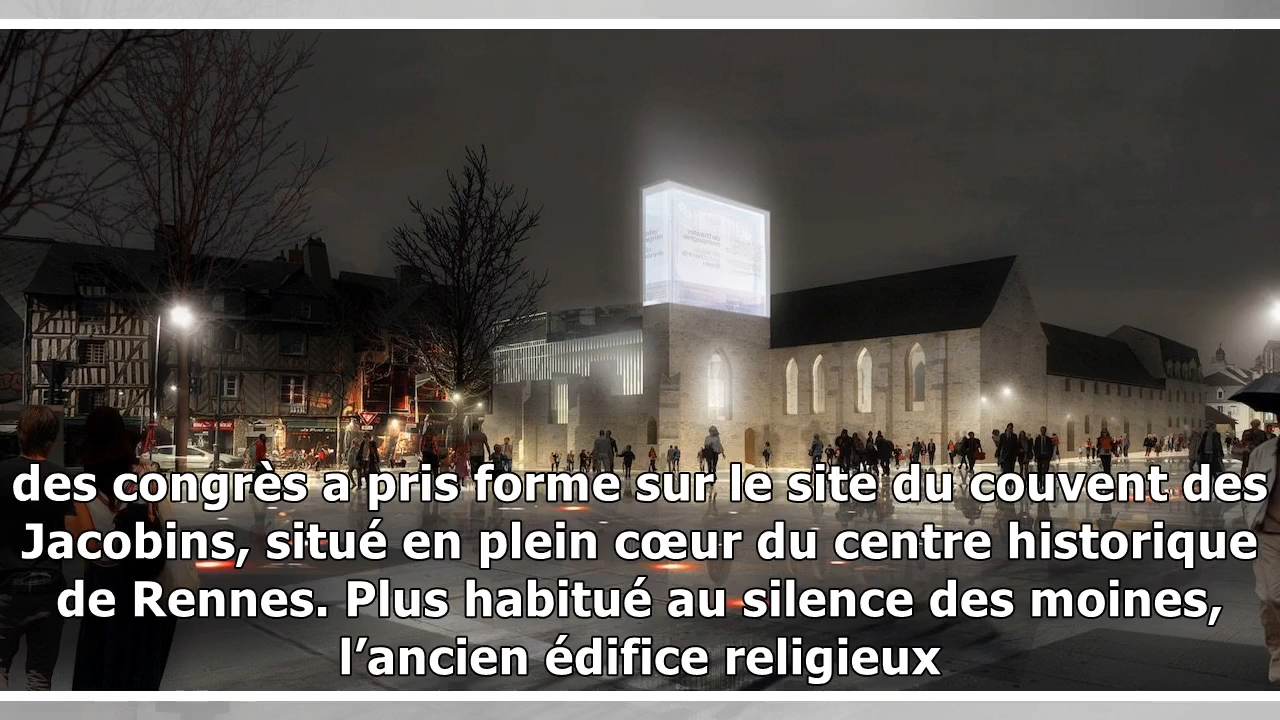 des congrès a pris forme sur le site du couvent des
Jacobins, situé en plein cœur du centre historique
de Rennes. Plus habitué au silence des moines,
l’ancien édifice religieux